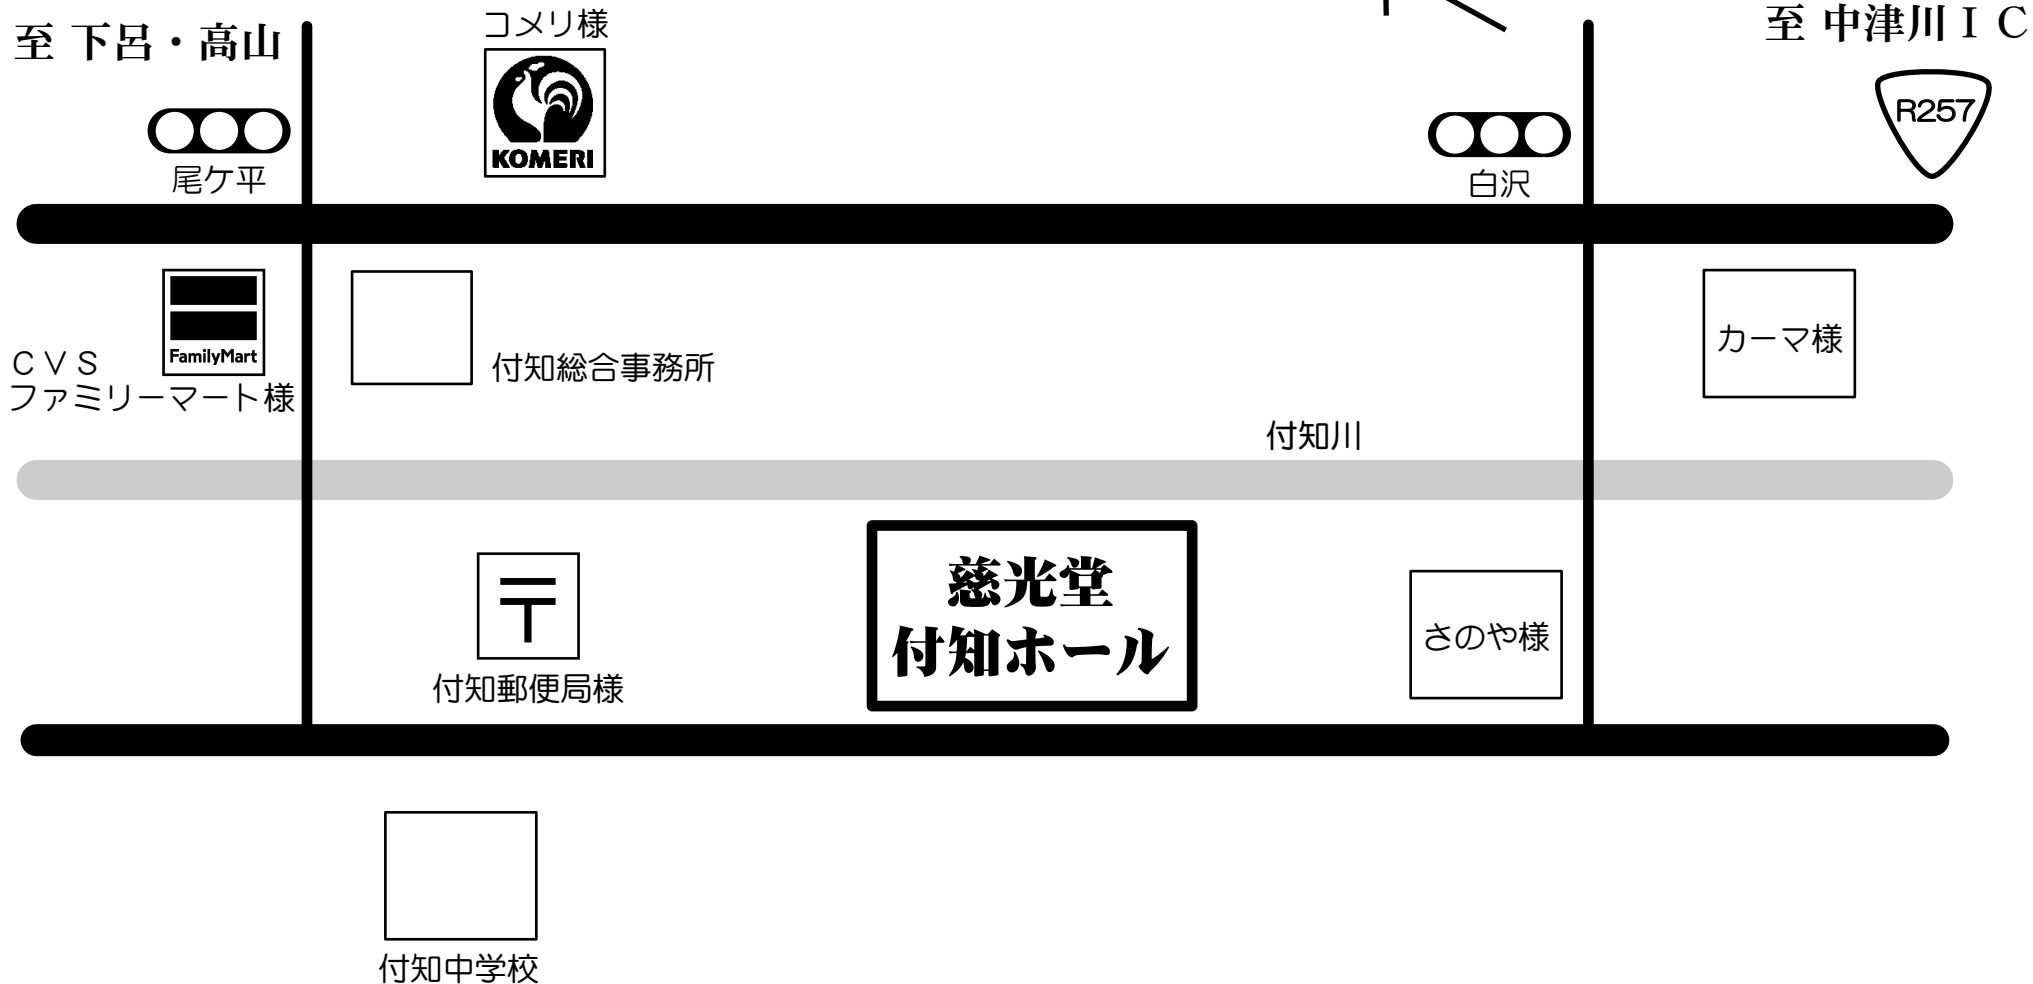 至 下呂・高山
コメリ様
至 中津川ＩＣ
KOMERI
R257
尾ケ平
白沢
FamilyMart
ＣＶＳ
ファミリーマート様
付知総合事務所
カーマ様
付知川
〒
付知郵便局様
慈光堂
付知ホール
さのや様
付知中学校